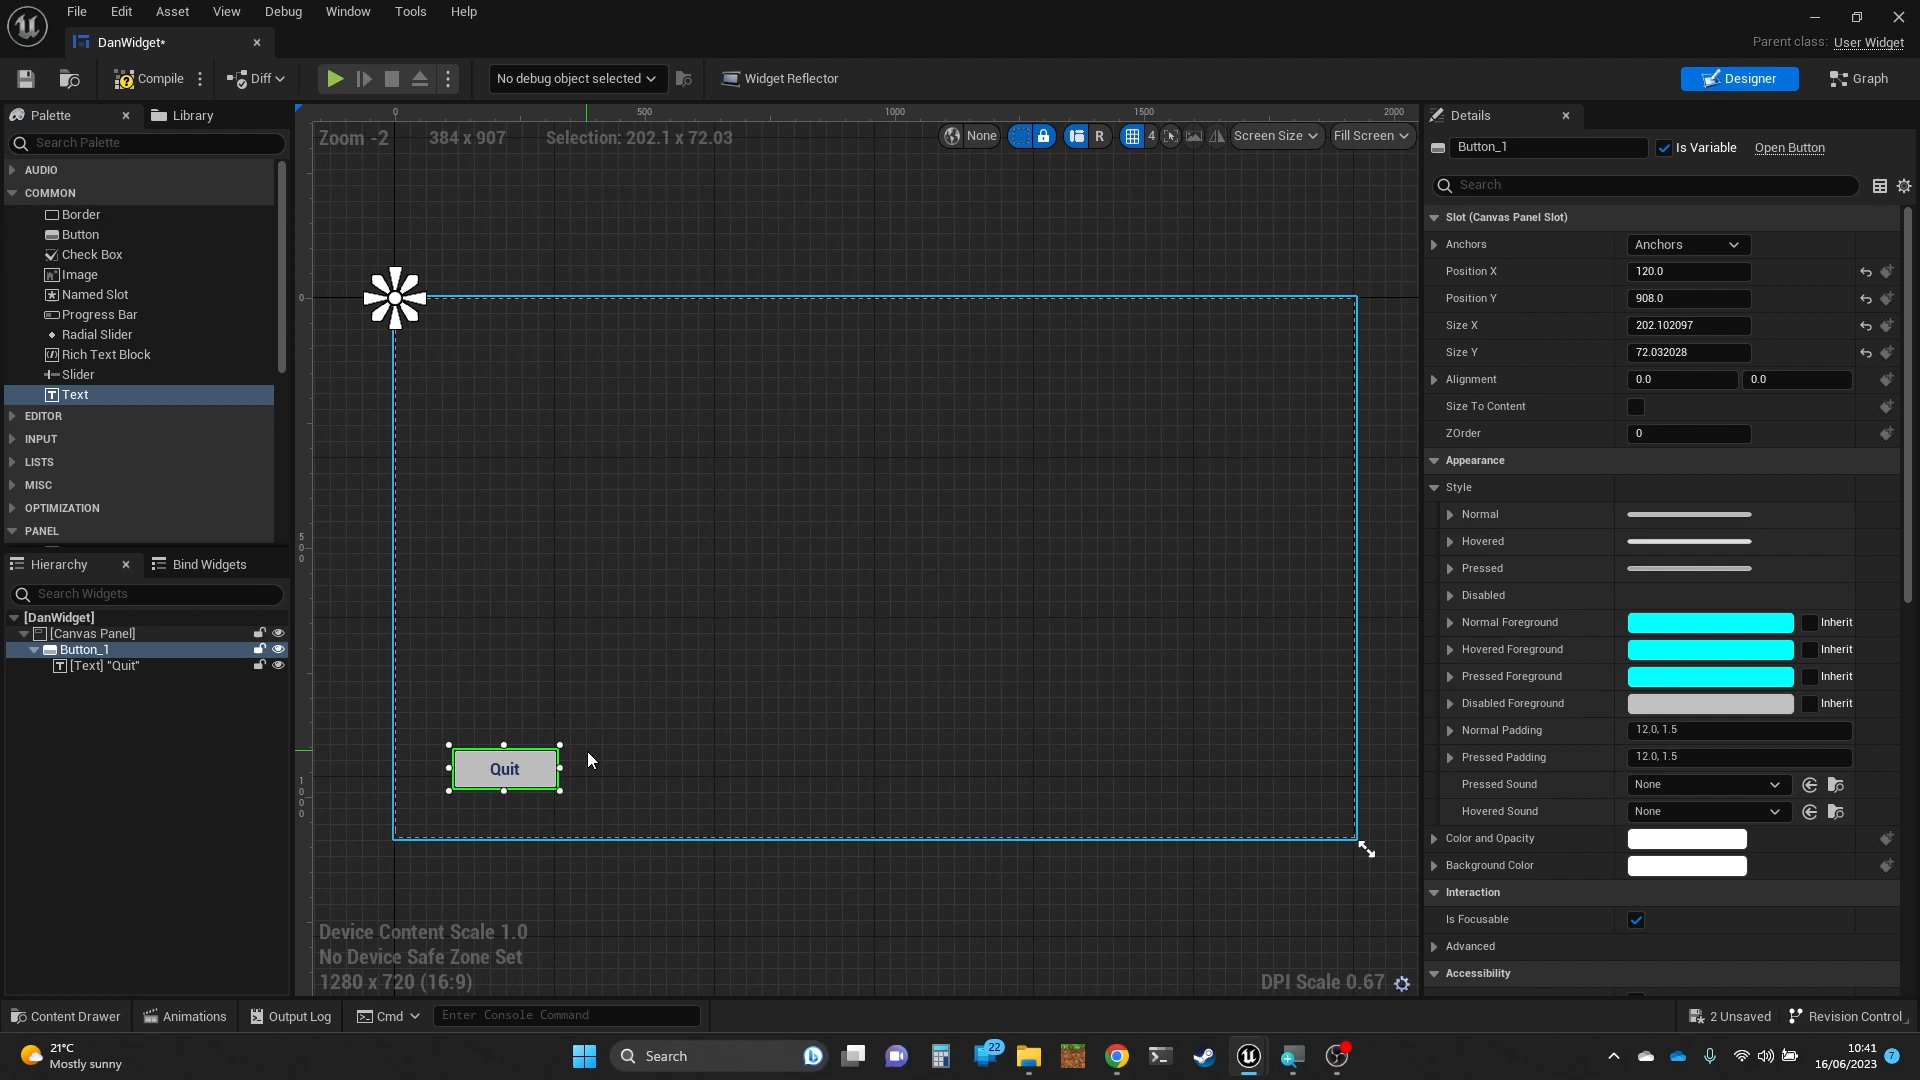 File Edit Asset View Debug Window Tools Help
DanWidget*
Parent class: User Widget
Compile
Diff
No debug object selected
Widget Reflector
Designer
Graph
Palette
Library
Search Palette
AUDIO
COMMON
Border
Button
Check Box
Image
Named Slot
Progress Bar
Radial Slider
Rich Text Block
Slider
Text
EDITOR
INPUT
LISTS
MISC
OPTIMIZATION
PANEL
Hierarchy
Bind Widgets
Search Widgets
[DanWidget]
[Canvas Panel]
Button_1
[Text] "Quit"
0 500 1000 1500 2000
Zoom -2 384 x 907 Selection: 202.1 x 72.03
None
R
4
Screen Size
Fill Screen
0
500
1000
Quit
Device Content Scale 1.0
No Device Safe Zone Set
1280 x 720 (16:9)
DPI Scale 0.67
Details
Button_1
Is Variable
Open Button
Search
Slot (Canvas Panel Slot)
Anchors Anchors
Position X 120.0
Position Y 908.0
Size X 202.102097
Size Y 72.032028
Alignment 0.0 0.0
Size To Content
ZOrder 0
Appearance
Style
Normal
Hovered
Pressed
Disabled
Normal Foreground Inherit
Hovered Foreground Inherit
Pressed Foreground Inherit
Disabled Foreground Inherit
Normal Padding 12.0, 1.5
Pressed Padding 12.0, 1.5
Pressed Sound None
Hovered Sound None
Color and Opacity
Background Color
Interaction
Is Focusable
Advanced
Accessibility
Content Drawer
Animations
Output Log
Cmd
Enter Console Command
2 Unsaved
Revision Control
21°C
Mostly sunny
Search
22
10:41
16/06/2023
7